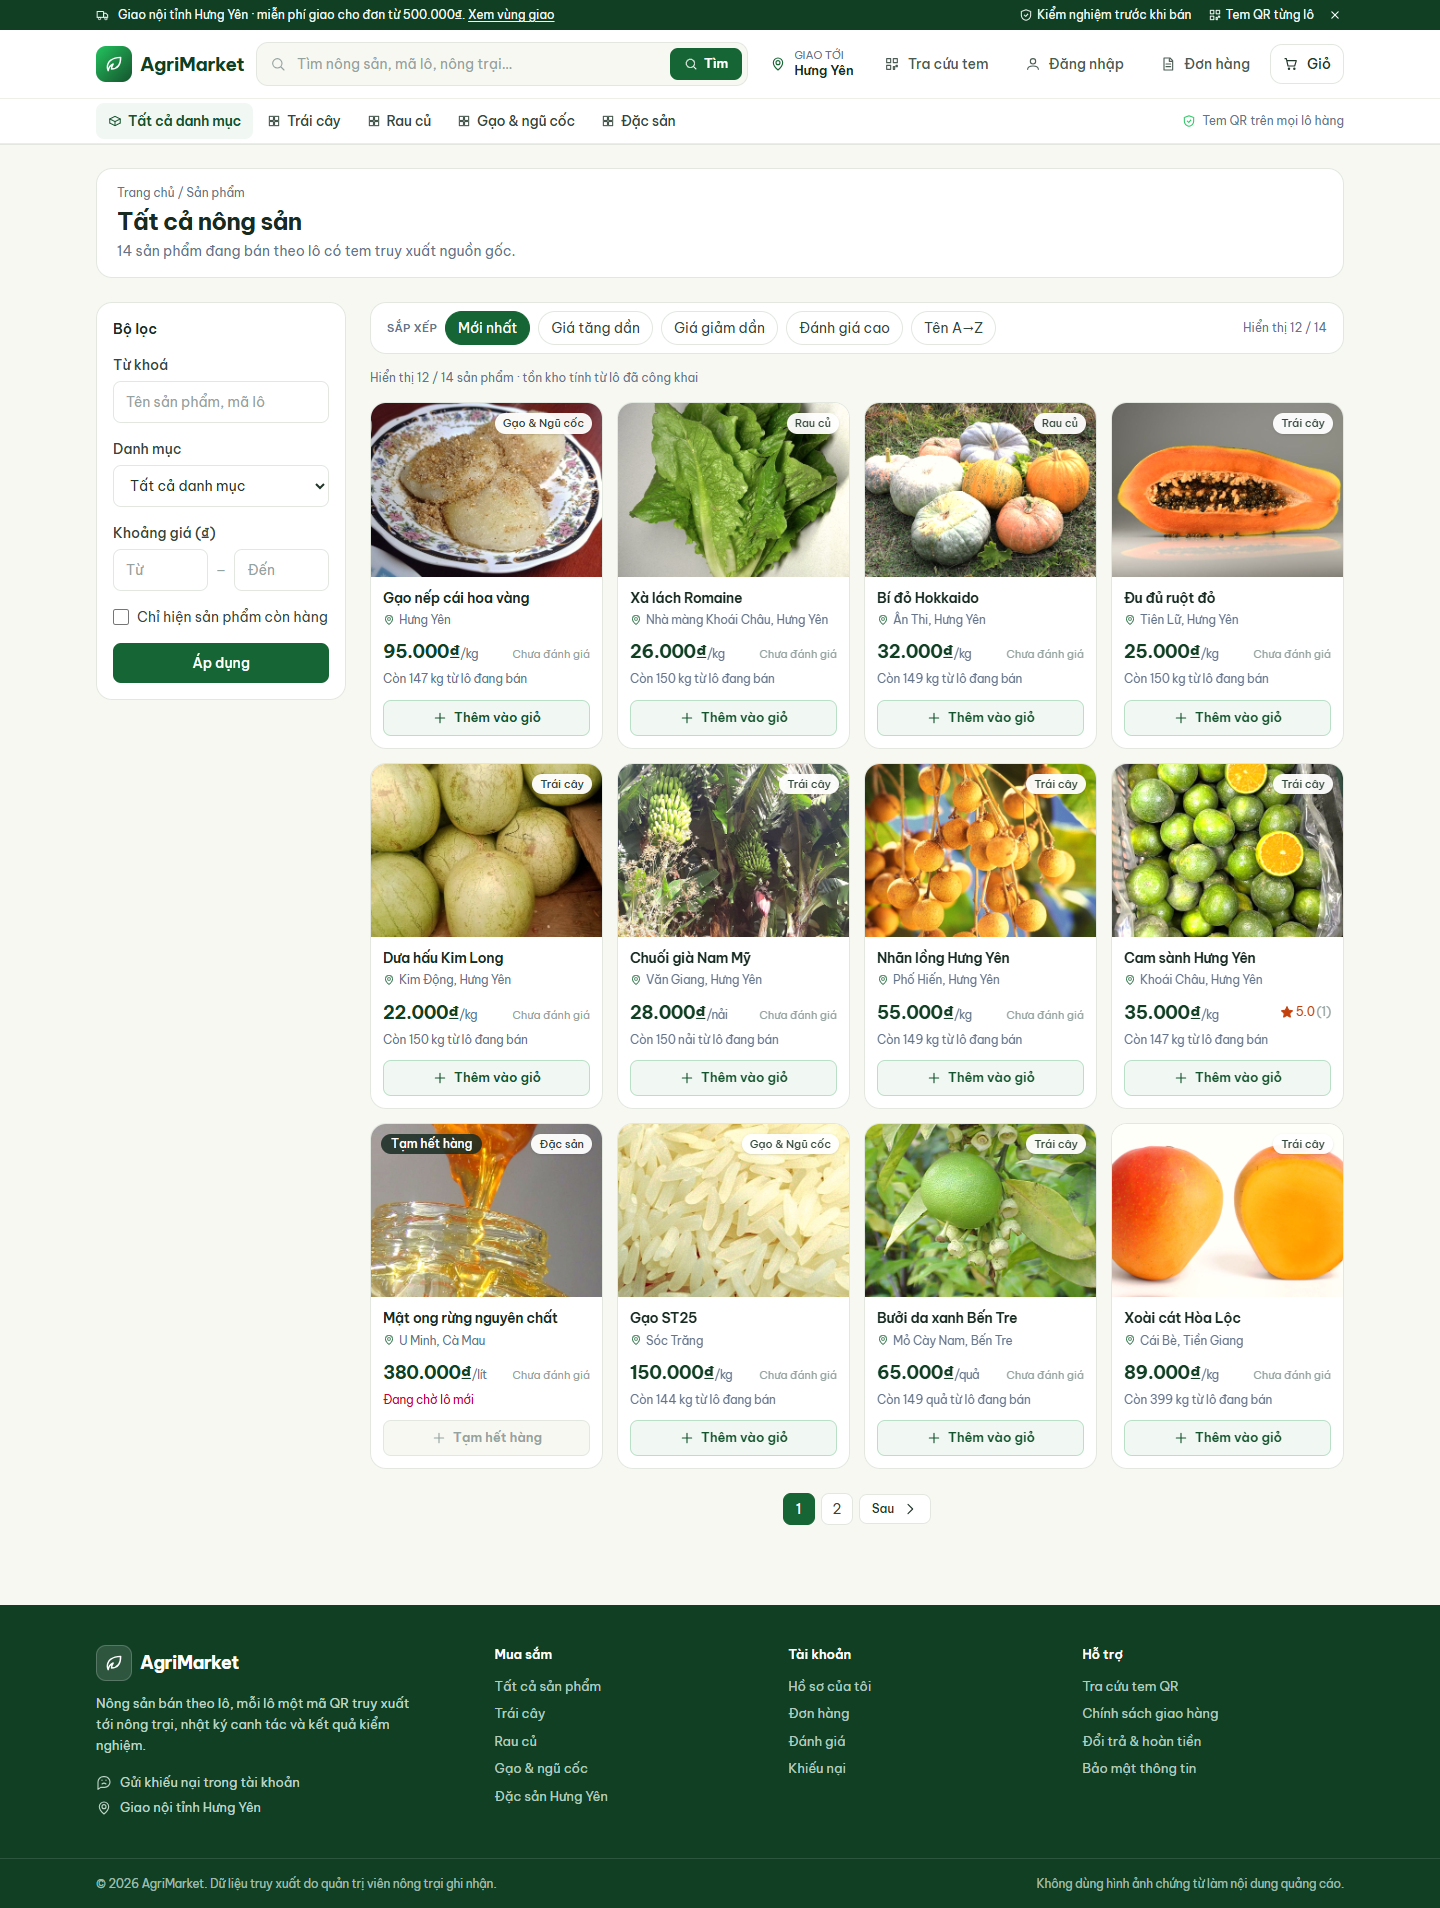 Giao nội tỉnh Hưng Yên · miễn phí giao cho đơn từ 500.000₫. Xem vùng giao
Kiểm nghiệm trước khi bán
Tem QR từng lô
AgriMarket
Tìm nông sản, mã lô, nông trại...
Tìm
GIAO TỚI
Hưng Yên
Tra cứu tem
Đăng nhập
Đơn hàng
Giỏ
Tất cả danh mục
Trái cây
Rau củ
Gạo & ngũ cốc
Đặc sản
Tem QR trên mọi lô hàng
Trang chủ / Sản phẩm
Tất cả nông sản
14 sản phẩm đang bán theo lô có tem truy xuất nguồn gốc.
Bộ lọc
Từ khoá
Tên sản phẩm, mã lô
Danh mục
Tất cả danh mục
Khoảng giá (₫)
Từ – Đến
Chỉ hiện sản phẩm còn hàng
Áp dụng
SẮP XẾP
Mới nhất
Giá tăng dần
Giá giảm dần
Đánh giá cao
Tên A→Z
Hiển thị 12 / 14
Hiển thị 12 / 14 sản phẩm · tồn kho tính từ lô đã công khai
Gạo & Ngũ cốc
Gạo nếp cái hoa vàng
Hưng Yên
95.000₫/kg
Chưa đánh giá
Còn 147 kg từ lô đang bán
Thêm vào giỏ
Rau củ
Xà lách Romaine
Nhà màng Khoái Châu, Hưng Yên
26.000₫/kg
Chưa đánh giá
Còn 150 kg từ lô đang bán
Thêm vào giỏ
Rau củ
Bí đỏ Hokkaido
Ân Thi, Hưng Yên
32.000₫/kg
Chưa đánh giá
Còn 149 kg từ lô đang bán
Thêm vào giỏ
Trái cây
Đu đủ ruột đỏ
Tiên Lữ, Hưng Yên
25.000₫/kg
Chưa đánh giá
Còn 150 kg từ lô đang bán
Thêm vào giỏ
Trái cây
Dưa hấu Kim Long
Kim Động, Hưng Yên
22.000₫/kg
Chưa đánh giá
Còn 150 kg từ lô đang bán
Thêm vào giỏ
Trái cây
Chuối già Nam Mỹ
Văn Giang, Hưng Yên
28.000₫/nải
Chưa đánh giá
Còn 150 nải từ lô đang bán
Thêm vào giỏ
Trái cây
Nhãn lồng Hưng Yên
Phố Hiến, Hưng Yên
55.000₫/kg
Chưa đánh giá
Còn 149 kg từ lô đang bán
Thêm vào giỏ
Trái cây
Cam sành Hưng Yên
Khoái Châu, Hưng Yên
35.000₫/kg
5.0 (1)
Còn 147 kg từ lô đang bán
Thêm vào giỏ
Tạm hết hàng
Đặc sản
Mật ong rừng nguyên chất
U Minh, Cà Mau
380.000₫/lít
Chưa đánh giá
Đang chờ lô mới
Tạm hết hàng
Gạo & Ngũ cốc
Gạo ST25
Sóc Trăng
150.000₫/kg
Chưa đánh giá
Còn 144 kg từ lô đang bán
Thêm vào giỏ
Trái cây
Bưởi da xanh Bến Tre
Mỏ Cày Nam, Bến Tre
65.000₫/quả
Chưa đánh giá
Còn 149 quả từ lô đang bán
Thêm vào giỏ
Trái cây
Xoài cát Hòa Lộc
Cái Bè, Tiền Giang
89.000₫/kg
Chưa đánh giá
Còn 399 kg từ lô đang bán
Thêm vào giỏ
1
2
Sau
AgriMarket
Nông sản bán theo lô, mỗi lô một mã QR truy xuất
tới nông trại, nhật ký canh tác và kết quả kiểm
nghiệm.
Gửi khiếu nại trong tài khoản
Giao nội tỉnh Hưng Yên
Mua sắm
Tất cả sản phẩm
Trái cây
Rau củ
Gạo & ngũ cốc
Đặc sản Hưng Yên
Tài khoản
Hồ sơ của tôi
Đơn hàng
Đánh giá
Khiếu nại
Hỗ trợ
Tra cứu tem QR
Chính sách giao hàng
Đổi trả & hoàn tiền
Bảo mật thông tin
© 2026 AgriMarket. Dữ liệu truy xuất do quản trị viên nông trại ghi nhận.
Không dùng hình ảnh chứng từ làm nội dung quảng cáo.